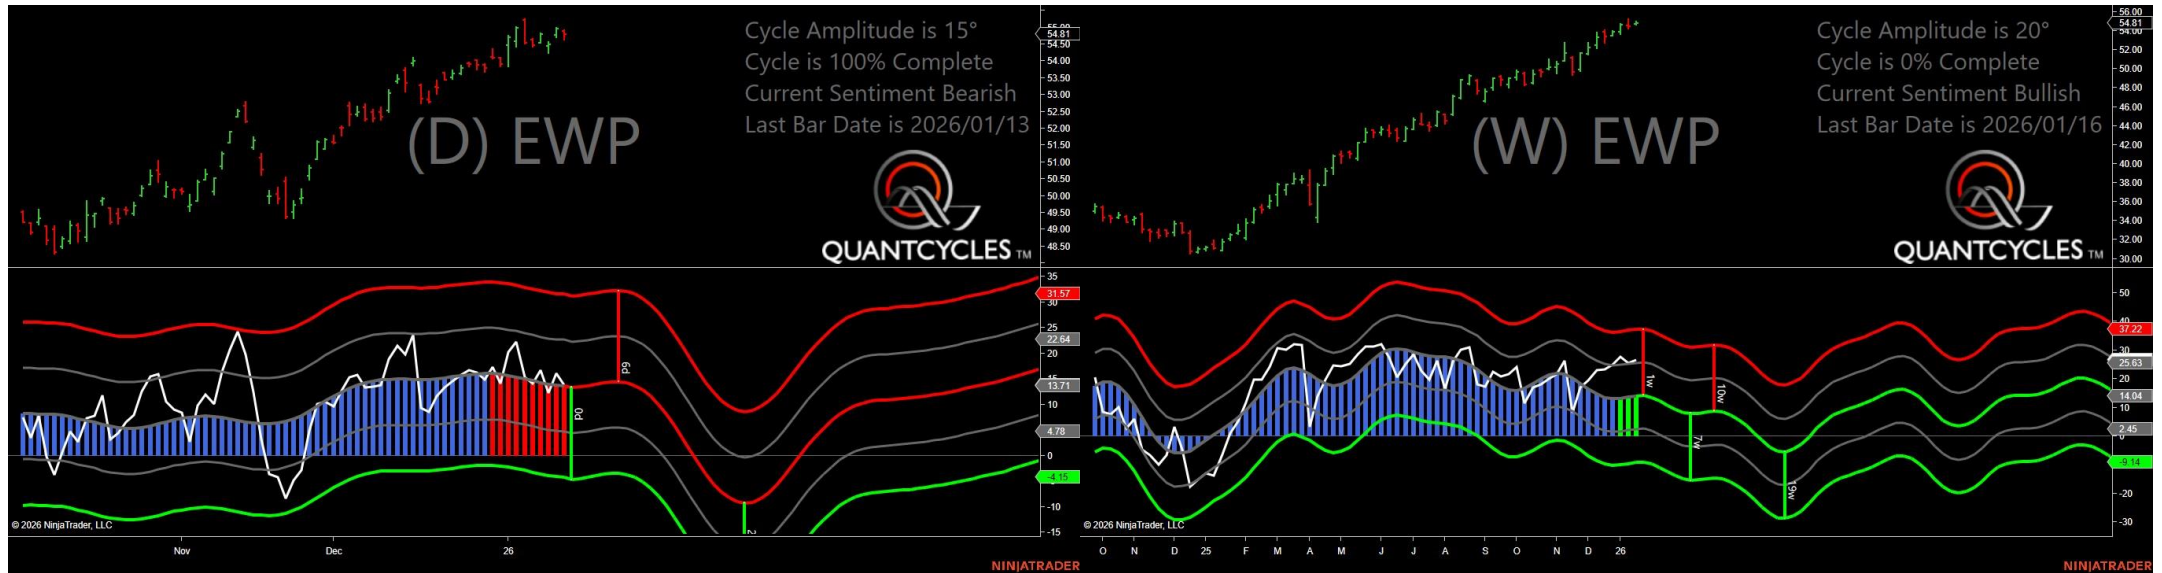 Cycle Amplitude is 15°
Cycle is 100% Complete
Current Sentiment Bearish
Last Bar Date is 2026/01/13
(D) EWP
QUANTCYCLES TM
54.81
54.50
54.00
53.50
53.00
52.50
52.00
51.50
51.00
50.50
50.00
49.50
49.00
48.50
35
31.57
30
25
22.64
20
15
13.71
10
4.78
0
-4.15
-10
-15
6d
0d
© 2026 NinjaTrader, LLC
Nov
Dec
26
NINJATRADER
Cycle Amplitude is 20°
Cycle is 0% Complete
Current Sentiment Bullish
Last Bar Date is 2026/01/16
(W) EWP
QUANTCYCLES TM
56.00
54.81
54.00
52.00
50.00
48.00
46.00
44.00
42.00
40.00
38.00
36.00
34.00
32.00
30.00
50
40
37.22
30
25.63
20
14.04
10
2.45
0
-9.14
-20
-30
1w
10w
7w
19w
© 2026 NinjaTrader, LLC
O N D 25 F M A M J J A S O N D 26
NINJATRADER